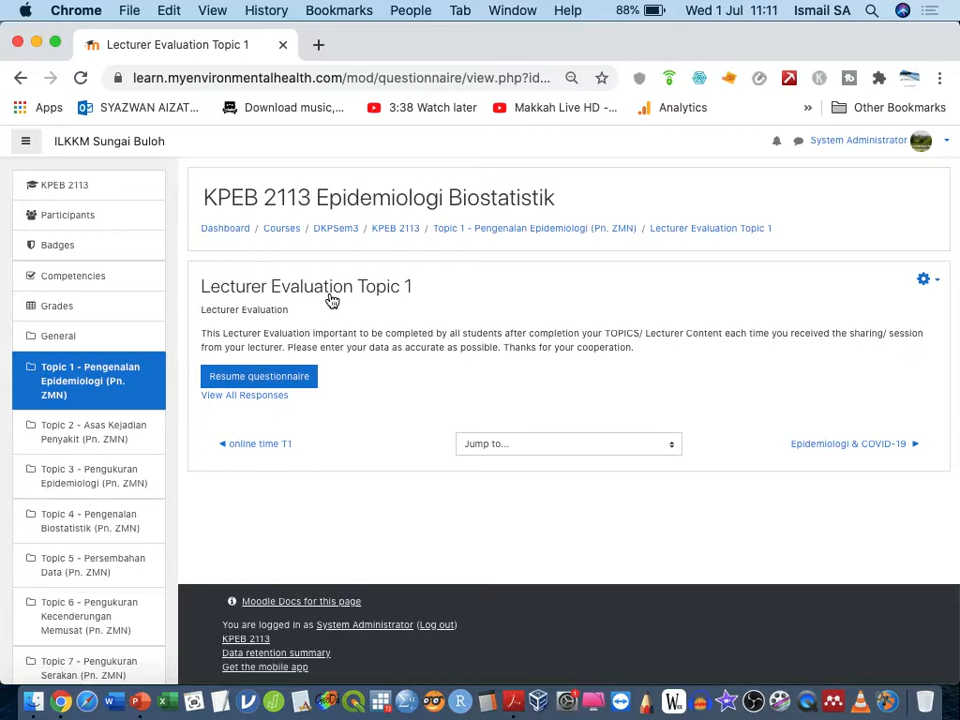 Chrome File Edit View History Bookmarks People Tab Window Help 88% Wed 1 Jul 11:11 Ismail SA
Lecturer Evaluation Topic 1
learn.myenvironmentalhealth.com/mod/questionnaire/view.php?id...
Apps SYAZWAN AIZAT... Download music,... 3:38 Watch later Makkah Live HD -... Analytics » Other Bookmarks
ILKKM Sungai Buloh System Administrator
KPEB 2113
Participants
Badges
Competencies
Grades
General
Topic 1 - Pengenalan
Epidemiologi (Pn.
ZMN)
Topic 2 - Asas Kejadian
Penyakit (Pn. ZMN)
Topic 3 - Pengukuran
Epidemiologi (Pn. ZMN)
Topic 4 - Pengenalan
Biostatistik (Pn. ZMN)
Topic 5 - Persembahan
Data (Pn. ZMN)
Topic 6 - Pengukuran
Kecenderungan
Memusat (Pn. ZMN)
Topic 7 - Pengukuran
Serakan (Pn. ZMN)
KPEB 2113 Epidemiologi Biostatistik
Dashboard / Courses / DKPSem3 / KPEB 2113 / Topic 1 - Pengenalan Epidemiologi (Pn. ZMN) / Lecturer Evaluation Topic 1
Lecturer Evaluation Topic 1
Lecturer Evaluation
This Lecturer Evaluation important to be completed by all students after completion your TOPICS/ Lecturer Content each time you received the sharing/ session
from your lecturer. Please enter your data as accurate as possible. Thanks for your cooperation.
Resume questionnaire
View All Responses
◄ online time T1 Jump to... Epidemiologi & COVID-19 ►
Moodle Docs for this page
You are logged in as System Administrator (Log out)
KPEB 2113
Data retention summary
Get the mobile app